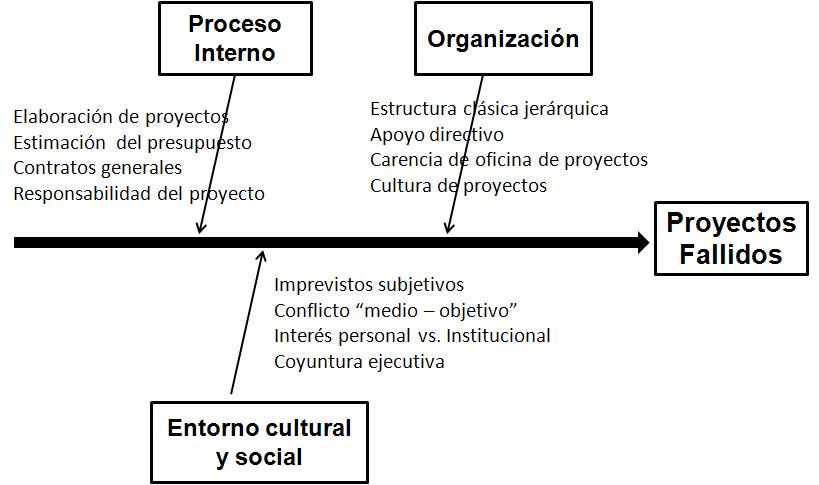 Proceso
Interno
Organización
Elaboración de proyectos
Estimación del presupuesto
Contratos generales
Responsabilidad del proyecto
Estructura clásica jerárquica
Apoyo directivo
Carencia de oficina de proyectos
Cultura de proyectos
Proyectos
Fallidos
Imprevistos subjetivos
Conflicto “medio – objetivo”
Interés personal vs. Institucional
Coyuntura ejecutiva
Entorno cultural
y social